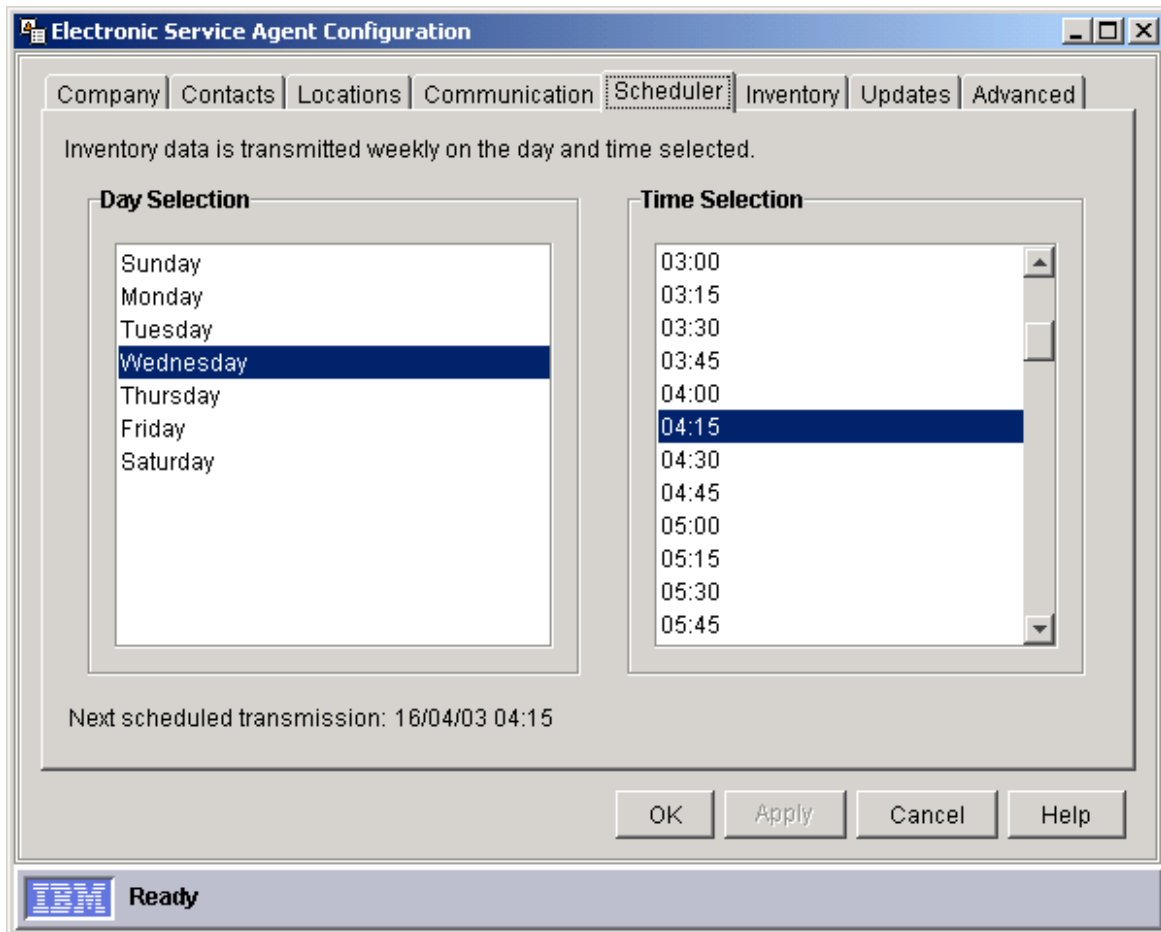 Electronic Service Agent Configuration
Company Contacts Locations Communication Scheduler Inventory Updates Advanced
Inventory data is transmitted weekly on the day and time selected.
Day Selection
Sunday
Monday
Tuesday
Wednesday
Thursday
Friday
Saturday
Time Selection
03:00
03:15
03:30
03:45
04:00
04:15
04:30
04:45
05:00
05:15
05:30
05:45
Next scheduled transmission: 16/04/03 04:15
OK Apply Cancel Help
IBM Ready